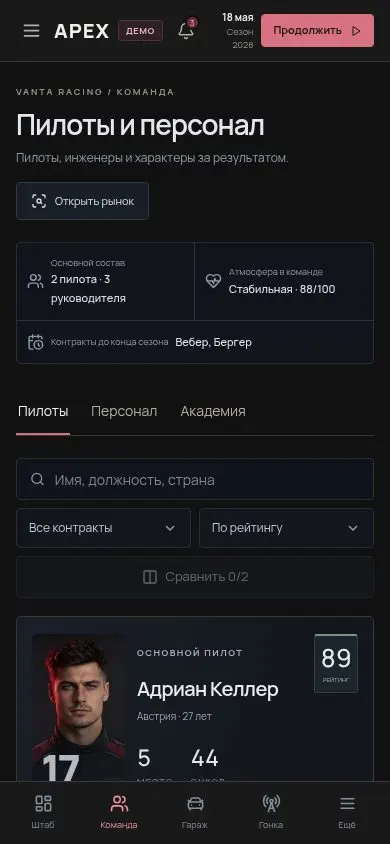 APEX
ДЕМО
3
18 мая
Сезон
2028
Продолжить
VANTA RACING / КОМАНДА
Пилоты и персонал
Пилоты, инженеры и характеры за результатом.
Открыть рынок
Основной состав
2 пилота · 3
руководителя
Атмосфера в команде
Стабильная · 88/100
Контракты до конца сезона Вебер, Бергер
Пилоты Персонал Академия
Имя, должность, страна
Все контракты
По рейтингу
Сравнить 0/2
ОСНОВНОЙ ПИЛОТ
89
РЕЙТИНГ
Адриан Келлер
Австрия · 27 лет
5 44
17
Штаб Команда Гараж Гонка Ещё